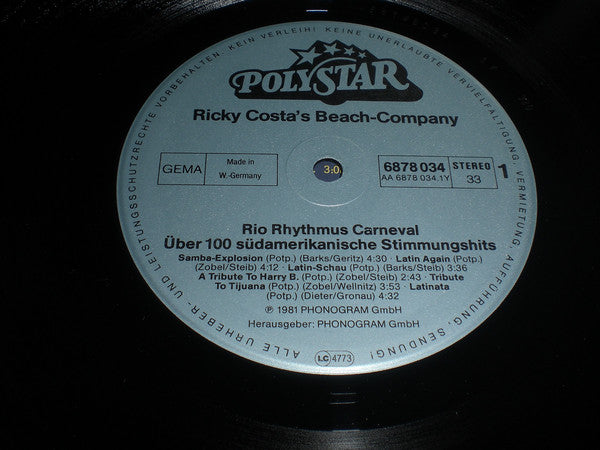 POLYSTAR
Ricky Costa's Beach-Company
GEMA
Made in
W.-Germany
3:0
6878 034
AA 6878 034.1Y
STEREO
33
1
Rio Rhythmus Carneval
Über 100 südamerikanische Stimmungshits
Samba-Explosion (Potp.) (Barks/Geritz) 4:30 · Latin Again (Potp.)
(Zobel/Steib) 4:12 · Latin-Schau (Potp.) (Barks) 3:36
A Tribute To Harry B. (Potp.) (Zobel/Steib) 2:43 · Tribute
To Tijuana (Potp.) (Zobel/Wellnitz) 3:53 · Latinata
(Potp.) (Dieter/Gronau) 4:32
℗ 1981 PHONOGRAM GmbH
Herausgeber: PHONOGRAM GmbH
LC 4773
ALLE URHEBER- UND LEISTUNGSSCHUTZRECHTE VORBEHALTEN. KEIN VERLEIH! KEINE UNERLAUBTE VERVIELFÄLTIGUNG, VERMIETUNG, AUFFÜHRUNG, SENDUNG!